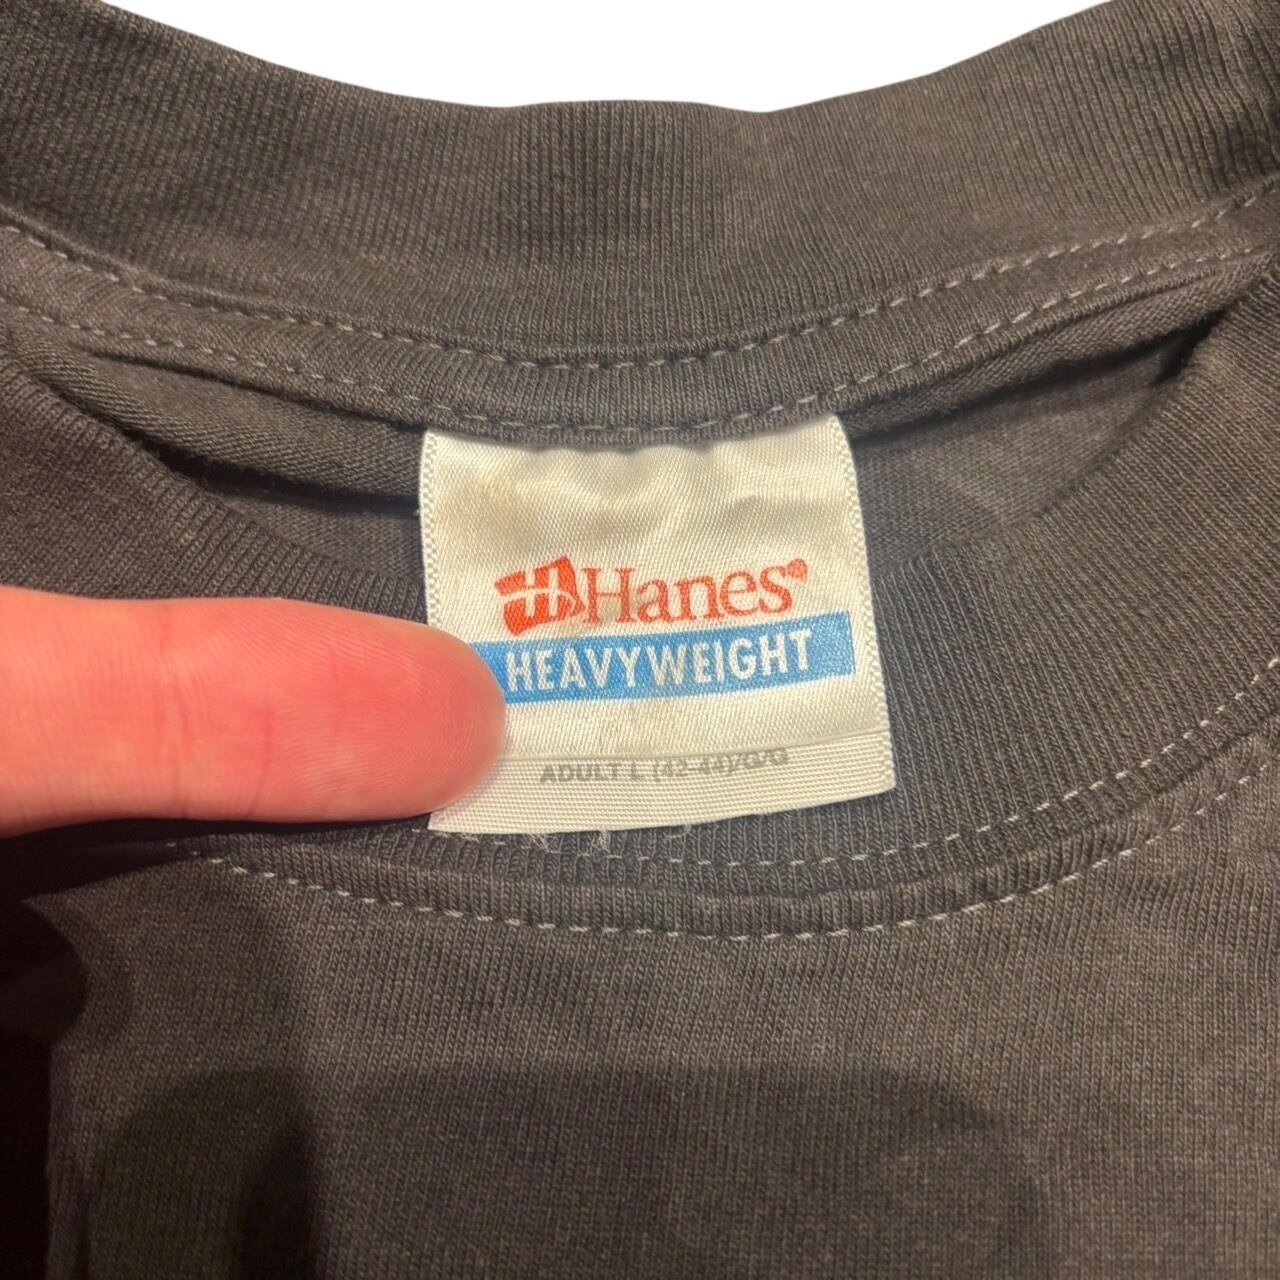 Hanes
HEAVYWEIGHT
ADULT L (42-44)/G/G